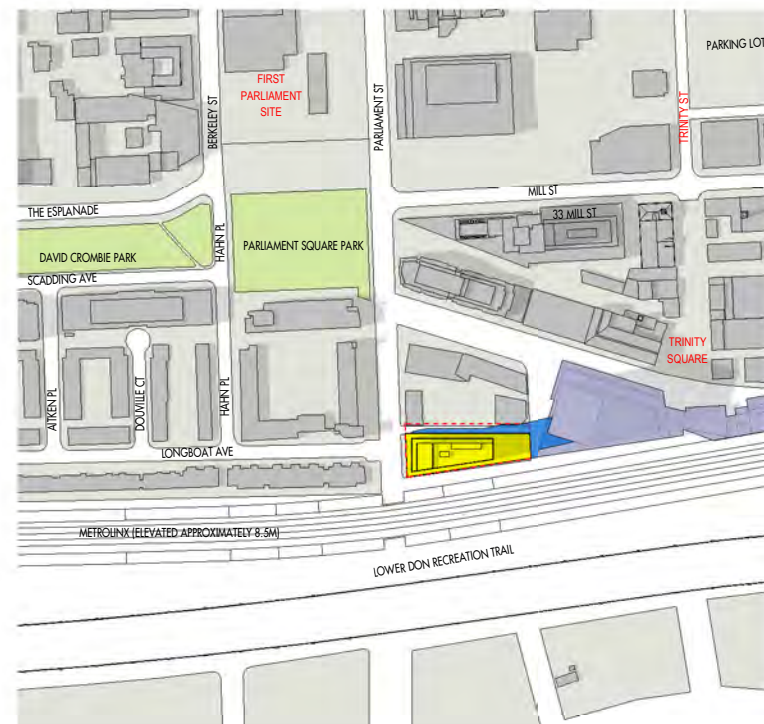 PARKING LOT
FIRST
PARLIAMENT
SITE
BERKELEY ST
PARLIAMENT ST
TRINITY ST
MILL ST
THE ESPLANADE
33 MILL ST
HAHN PL
PARLIAMENT SQUARE PARK
DAVID CROMBIE PARK
SCADDING AVE
TRINITY
SQUARE
AITKEN PL
DOUVILLE CT
HAHN PL
LONGBOAT AVE
METROLINX (ELEVATED APPROXIMATELY 8.5M)
LOWER DON RECREATION TRAIL